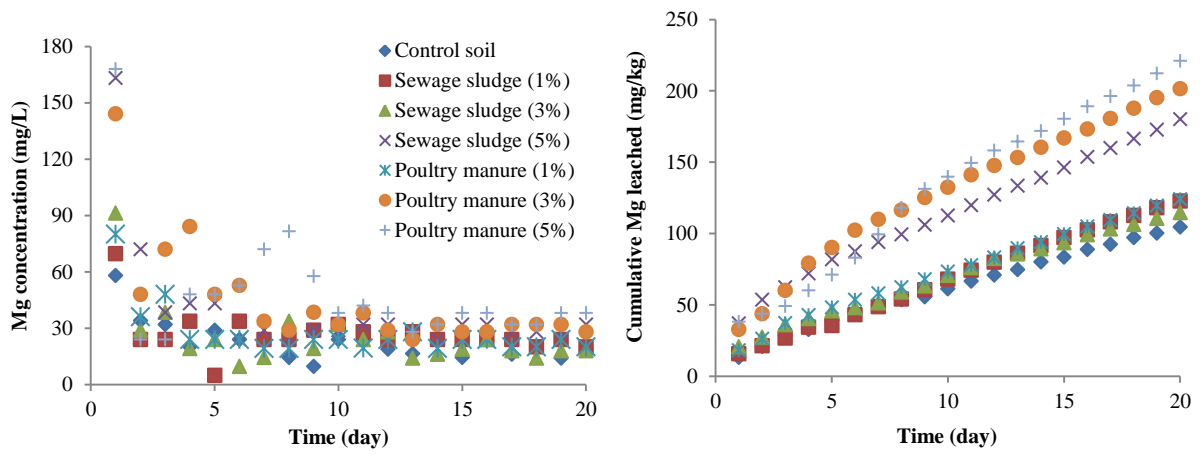 Mg concentration (mg/L)
180
150
120
90
60
30
0
0 5 10 15 20
Time (day)
Control soil
Sewage sludge (1%)
Sewage sludge (3%)
Sewage sludge (5%)
Poultry manure (1%)
Poultry manure (3%)
Poultry manure (5%)
Cumulative Mg leached (mg/kg)
250
200
150
100
50
0
0 5 10 15 20
Time (day)